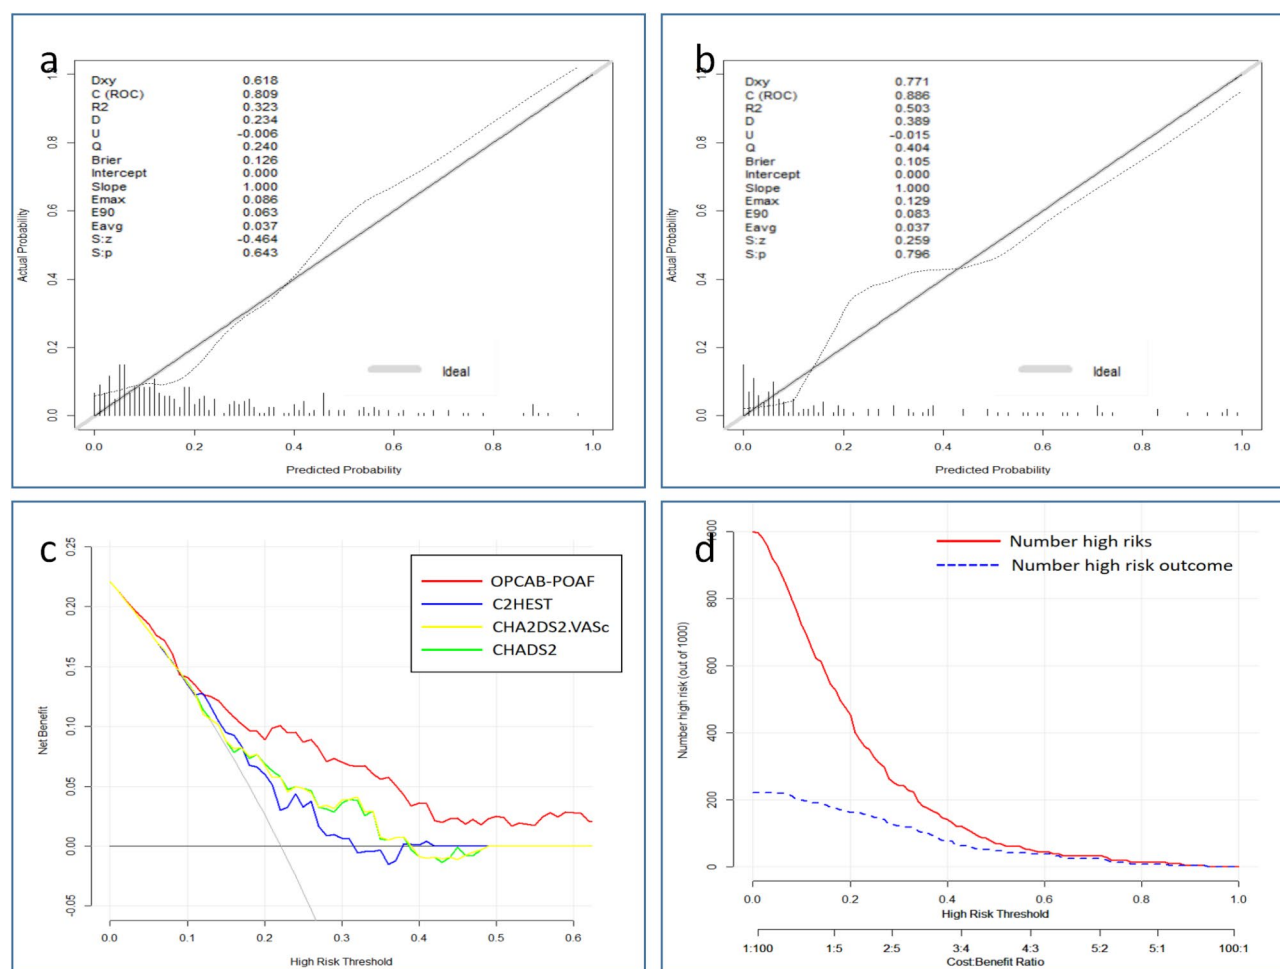 a
Dxy 0.618
C (ROC) 0.809
R2 0.323
D 0.234
U -0.006
Q 0.240
Brier 0.126
Intercept 0.000
Slope 1.000
Emax 0.086
E90 0.063
Eavg 0.037
S:z -0.464
S:p 0.643
Actual Probability
0.8
0.6
0.4
0.2
0.0
Ideal
0.0 0.2 0.4 0.6 0.8 1.0
Predicted Probability
b
Dxy 0.771
C (ROC) 0.886
R2 0.503
D 0.389
U -0.015
Q 0.404
Brier 0.105
Intercept 0.000
Slope 1.000
Emax 0.129
E90 0.083
Eavg 0.037
S:z 0.259
S:p 0.796
Actual Probability
0.8
0.6
0.4
0.2
0.0
Ideal
0.0 0.2 0.4 0.6 0.8 1.0
Predicted Probability
c
OPCAB-POAF
C2HEST
CHA2DS2.VASc
CHADS2
Net Benefit
0.25
0.20
0.15
0.10
0.05
0.00
-0.05
0.0 0.1 0.2 0.3 0.4 0.5 0.6
High Risk Threshold
d
Number high riks
Number high risk outcome
Number high risk (out of 1000)
800
600
400
200
0
0.0 0.2 0.4 0.6 0.8 1.0
High Risk Threshold
1:100 1:5 2:5 3:4 4:3 5:2 5:1 100:1
Cost:Benefit Ratio